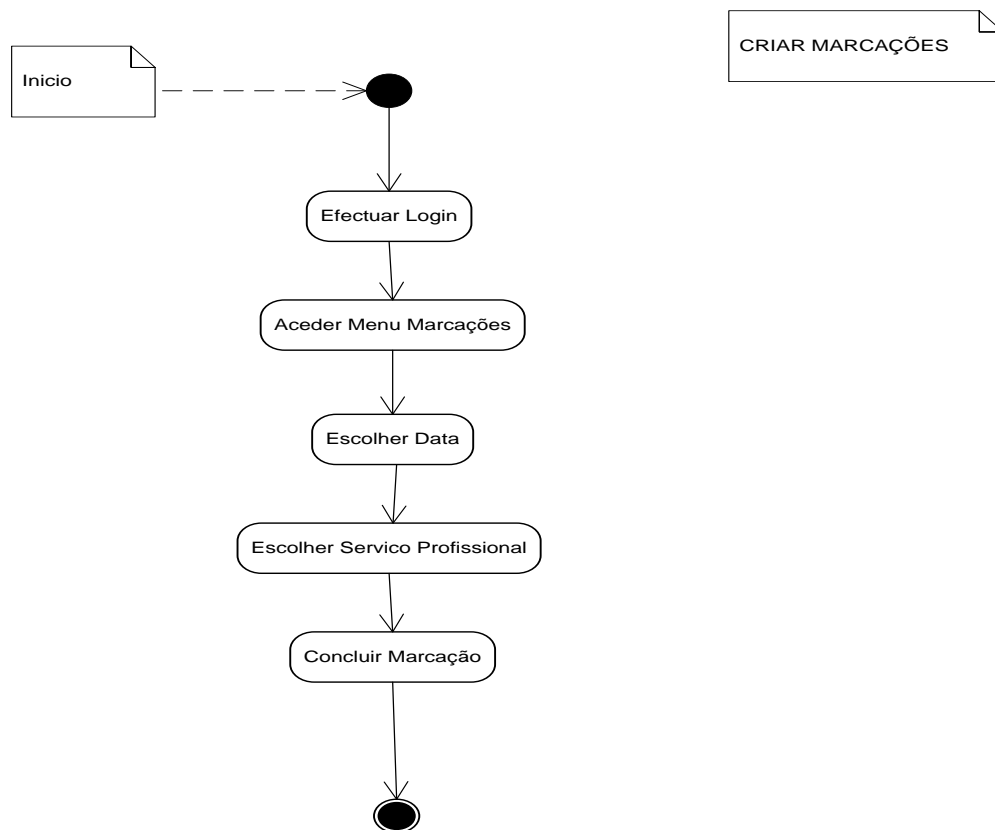 CRIAR MARCAÇÕES
Inicio
Efectuar Login
Aceder Menu Marcações
Escolher Data
Escolher Servico Profissional
Concluir Marcação